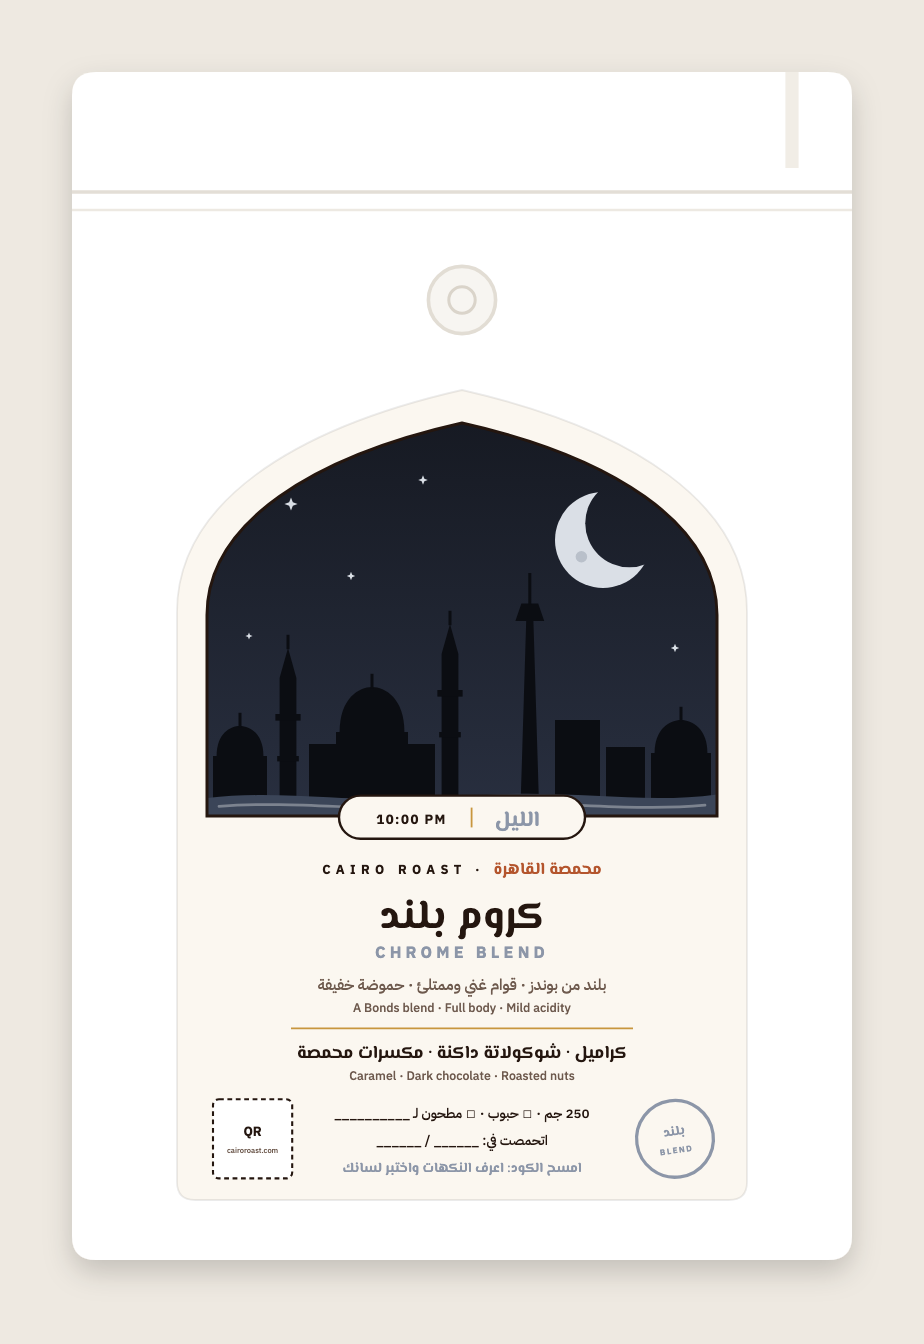 الليل | 10:00 PM
CAIRO ROAST · محمصة القاهرة
كروم بلند
CHROME BLEND
بلند من بوندز · قوام غني وممتلئ · حموضة خفيفة
A Bonds blend · Full body · Mild acidity
كراميل · شوكولاتة داكنة · مكسرات محمصة
Caramel · Dark chocolate · Roasted nuts
250 جم · □ حبوب · □ مطحون لـ __________
اتحمصت في: ______ / ______
امسح الكود: اعرف النكهات واختبر لسانك
QR
cairoroast.com
بلند
BLEND